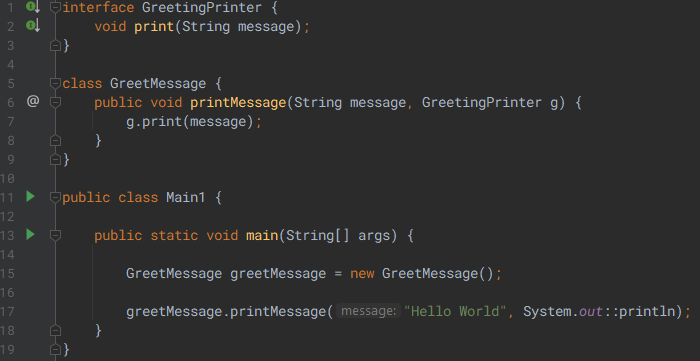 1 interface GreetingPrinter {
2 void print(String message);
3 }
4
5 class GreetMessage {
6 @ public void printMessage(String message, GreetingPrinter g) {
7 g.print(message);
8 }
9 }
10
11 public class Main1 {
12
13 public static void main(String[] args) {
14
15 GreetMessage greetMessage = new GreetMessage();
16
17 greetMessage.printMessage( message: "Hello World", System.out::println);
18 }
19 }